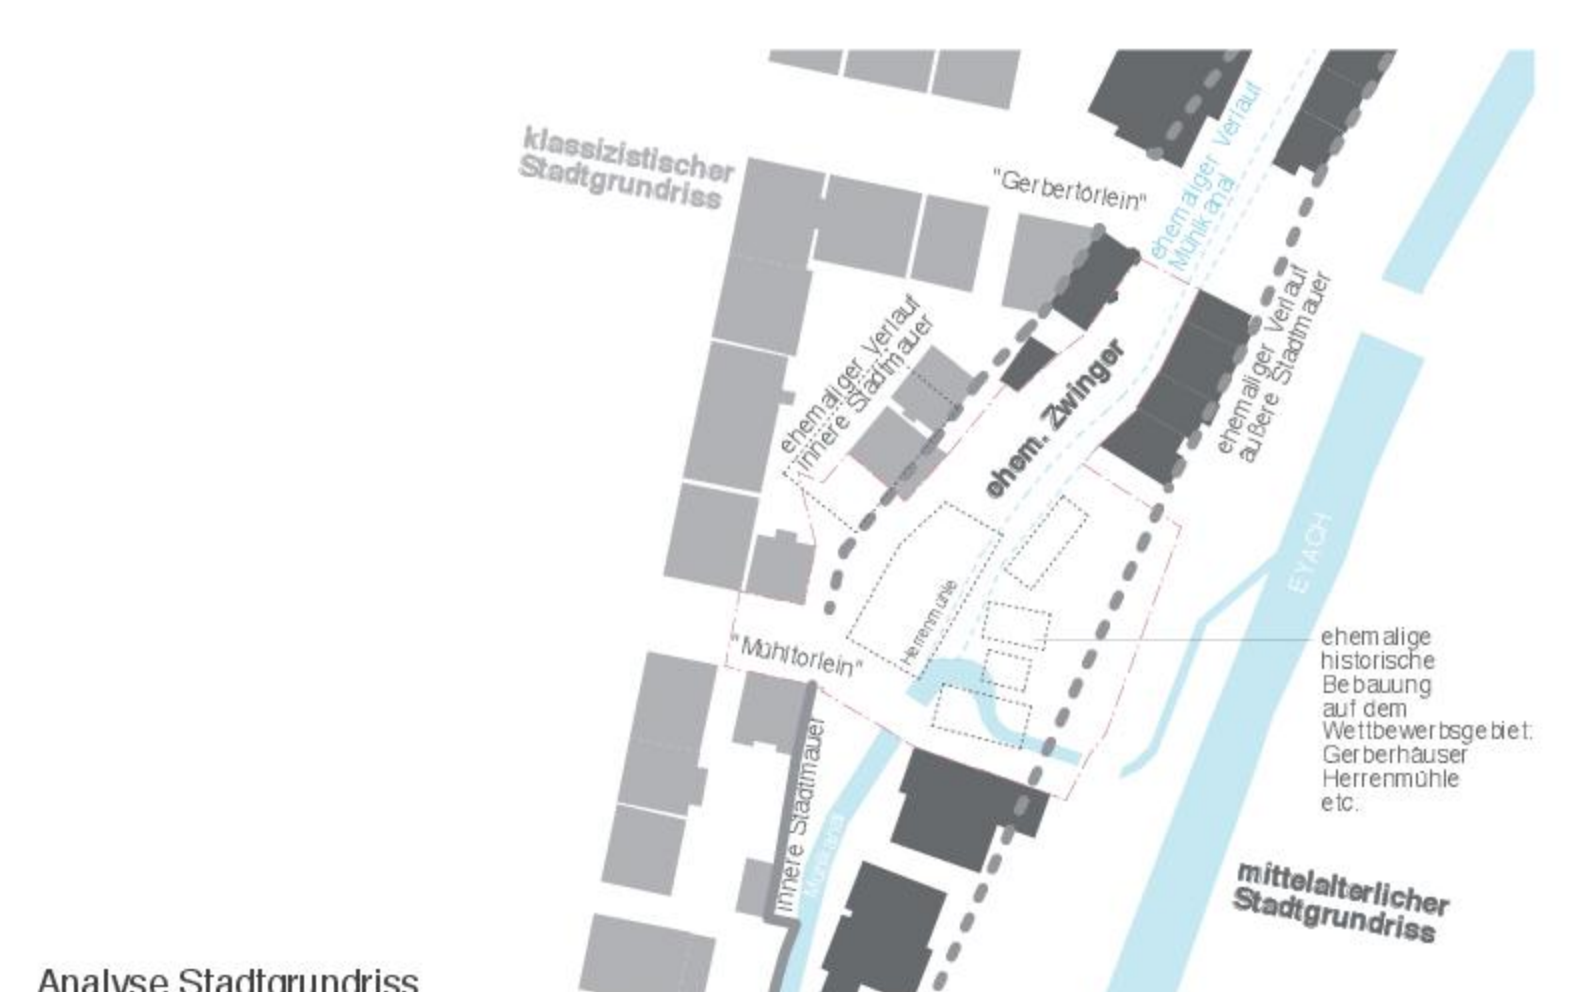 klassizistischer
Stadtgrundriss
"Gerbertörlein"
ehemaliger Verlauf
Mühlkanal
ehemaliger Verlauf
innere Stadtmauer
ehem. Zwinger
ehemaliger Verlauf
äußere Stadtmauer
EYACH
Herrenmühle
"Mühltörlein"
ehemalige
historische
Bebauung
auf dem
Wettbewerbsgebiet:
Gerberhäuser
Herrenmühle
etc.
innere Stadtmauer
Mühlkanal
mittelalterlicher
Stadtgrundriss
Analyse Stadtgrundriss